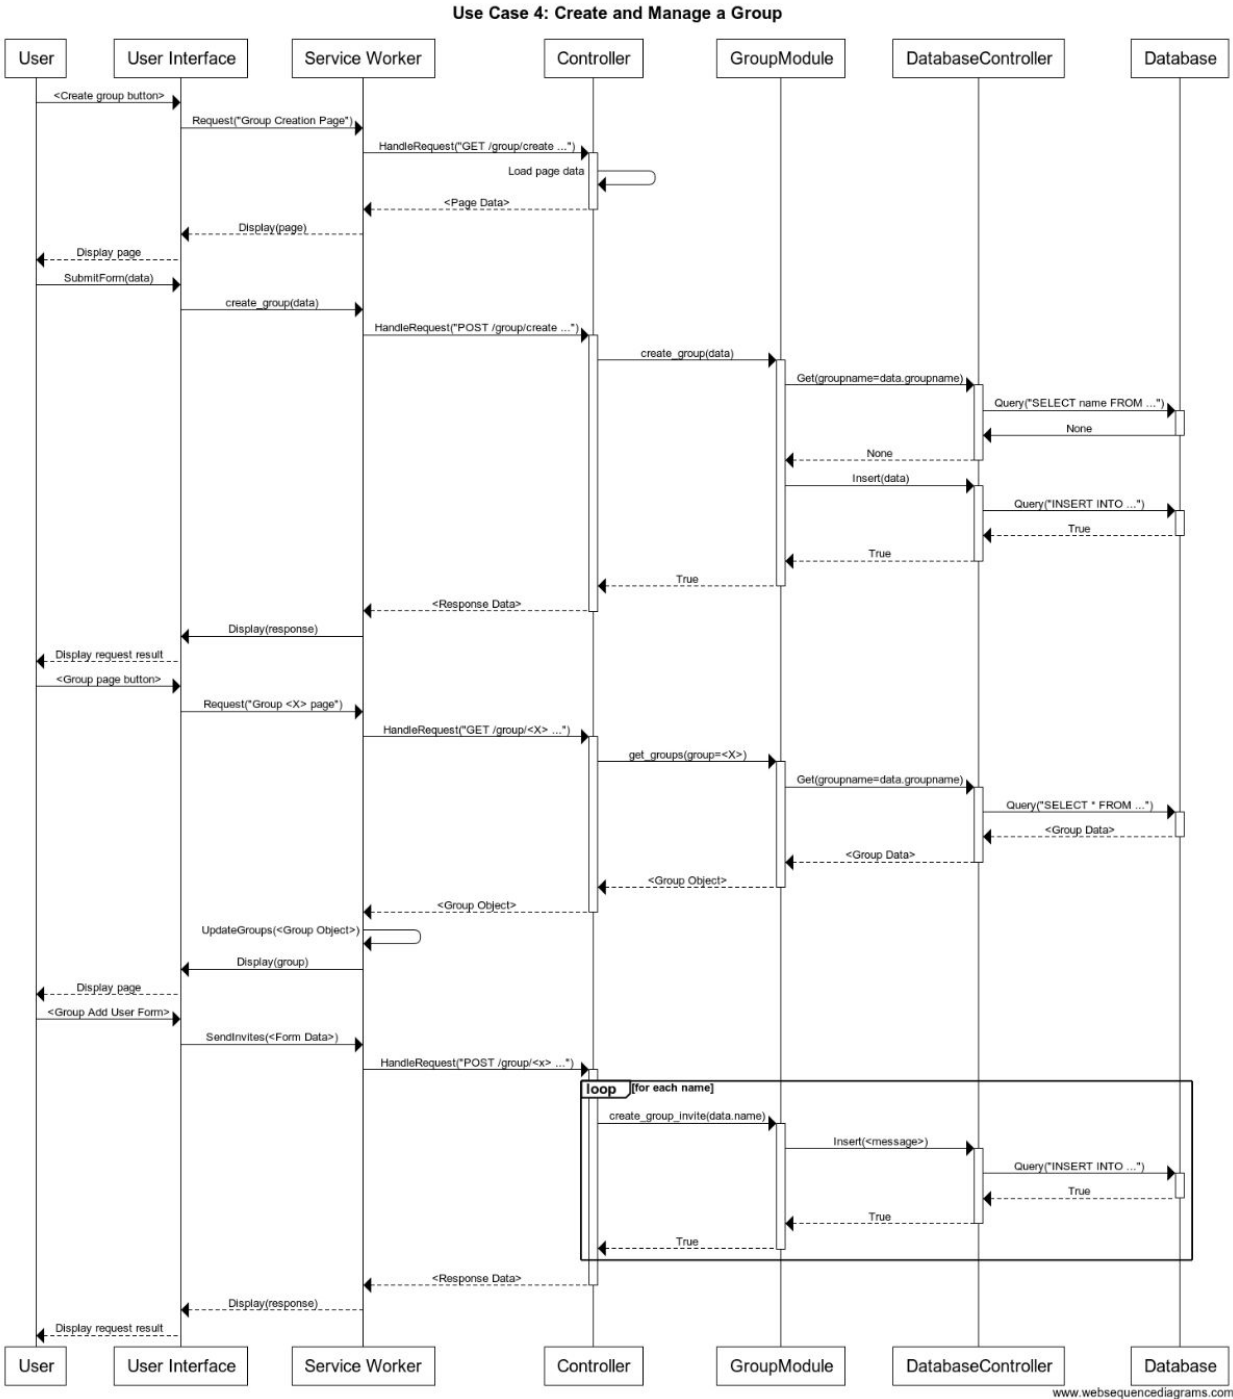 Use Case 4: Create and Manage a Group
User User Interface Service Worker Controller GroupModule DatabaseController Database
<Create group button>
Request("Group Creation Page")
HandleRequest("GET /group/create ...")
Load page data
<Page Data>
Display(page)
Display page
SubmitForm(data)
create_group(data)
HandleRequest("POST /group/create ...")
create_group(data)
Get(groupname=data.groupname)
Query("SELECT name FROM ...")
None
None
Insert(data)
Query("INSERT INTO ...")
True
True
True
<Response Data>
Display(response)
Display request result
<Group page button>
Request("Group <X> page")
HandleRequest("GET /group/<X> ...")
get_groups(group=<X>)
Get(groupname=data.groupname)
Query("SELECT * FROM ...")
<Group Data>
<Group Data>
<Group Object>
<Group Object>
UpdateGroups(<Group Object>)
Display(group)
Display page
<Group Add User Form>
SendInvites(<Form Data>)
HandleRequest("POST /group/<x> ...")
loop [for each name]
create_group_invite(data.name)
Insert(<message>)
Query("INSERT INTO ...")
True
True
True
<Response Data>
Display(response)
Display request result
User User Interface Service Worker Controller GroupModule DatabaseController Database
www.websequencediagrams.com